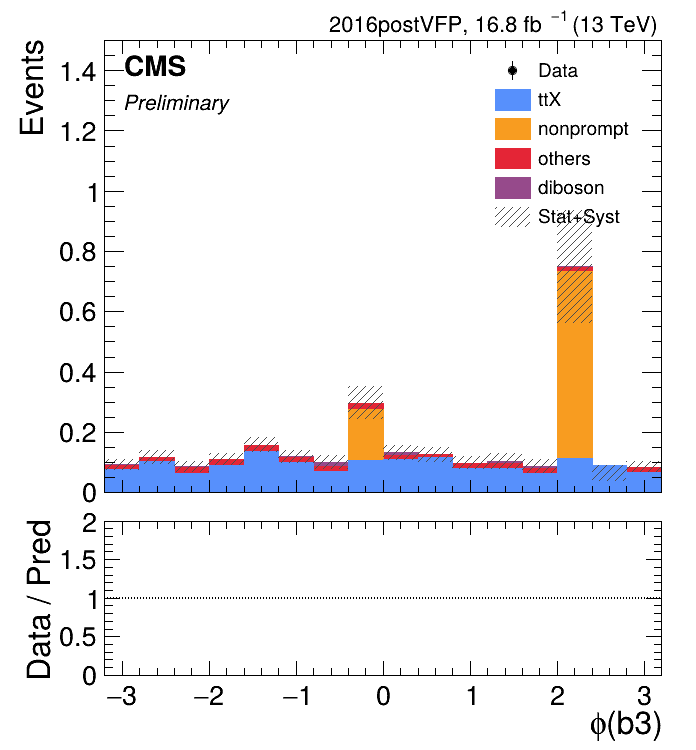 2016postVFP, 16.8 fb⁻¹ (13 TeV)
Events
CMS
Preliminary
Data
ttX
nonprompt
others
diboson
Stat+Syst
1.4
1.2
1
0.8
0.6
0.4
0.2
0
Data / Pred
2
1.5
1
0.5
0
−3 −2 −1 0 1 2 3
ϕ(b3)